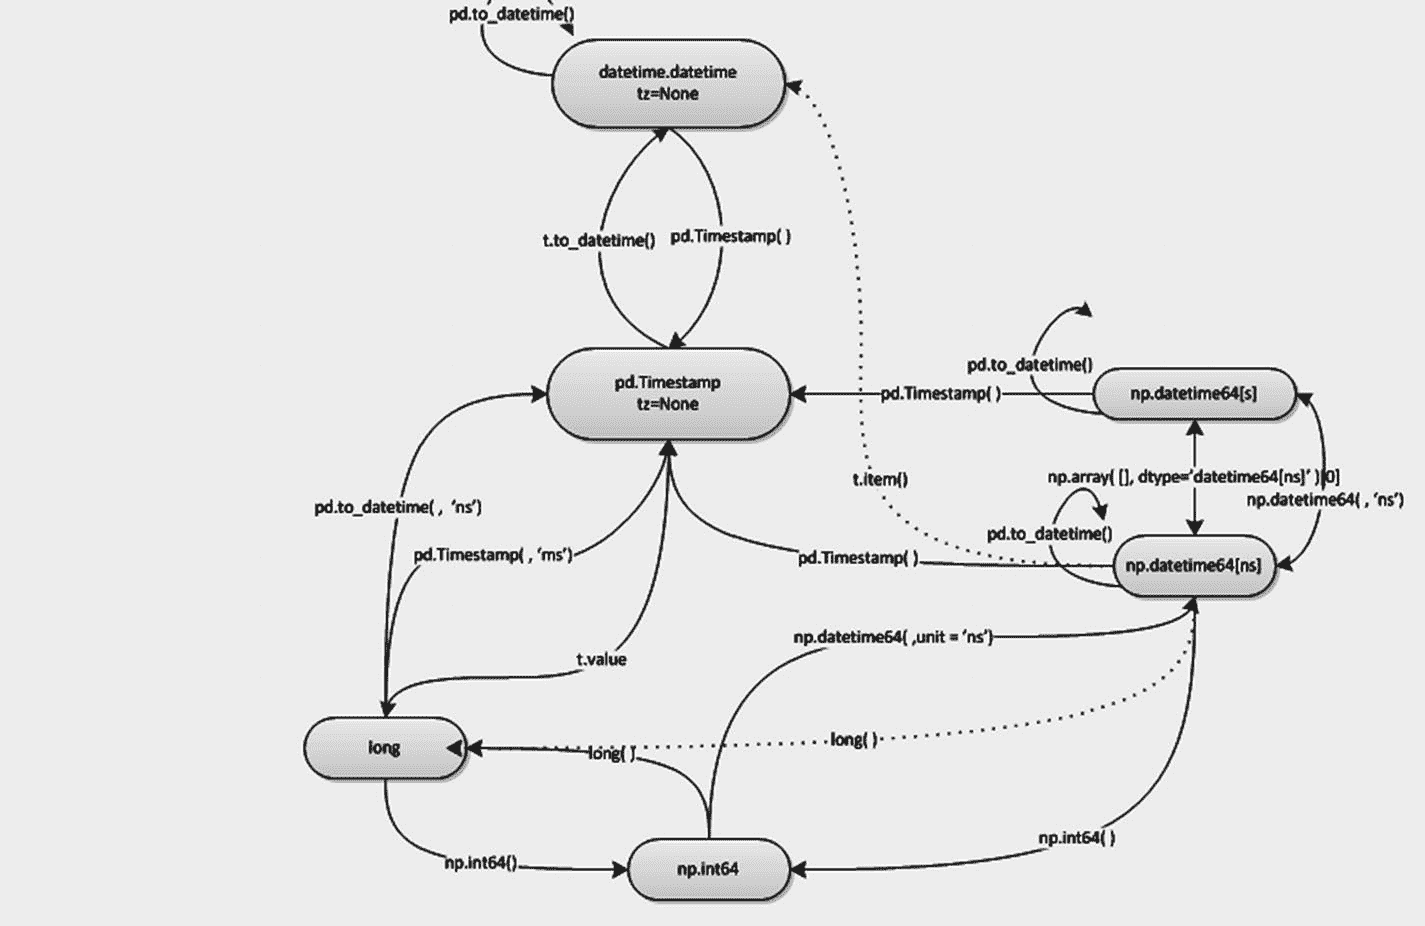 pd.to_datetime()
datetime.datetime
tz=None
t.to_datetime()
pd.Timestamp( )
pd.Timestamp
tz=None
pd.to_datetime()
pd.Timestamp( )
np.datetime64[s]
t.item()
np.array( [], dtype='datetime64[ns]' )[0]
np.datetime64( , 'ns')
pd.to_datetime( , 'ns')
pd.Timestamp( , 'ms')
pd.Timestamp( )
pd.to_datetime()
np.datetime64[ns]
np.datetime64( ,unit = 'ns')
t.value
long
long( )
long( )
np.int64( )
np.int64()
np.int64